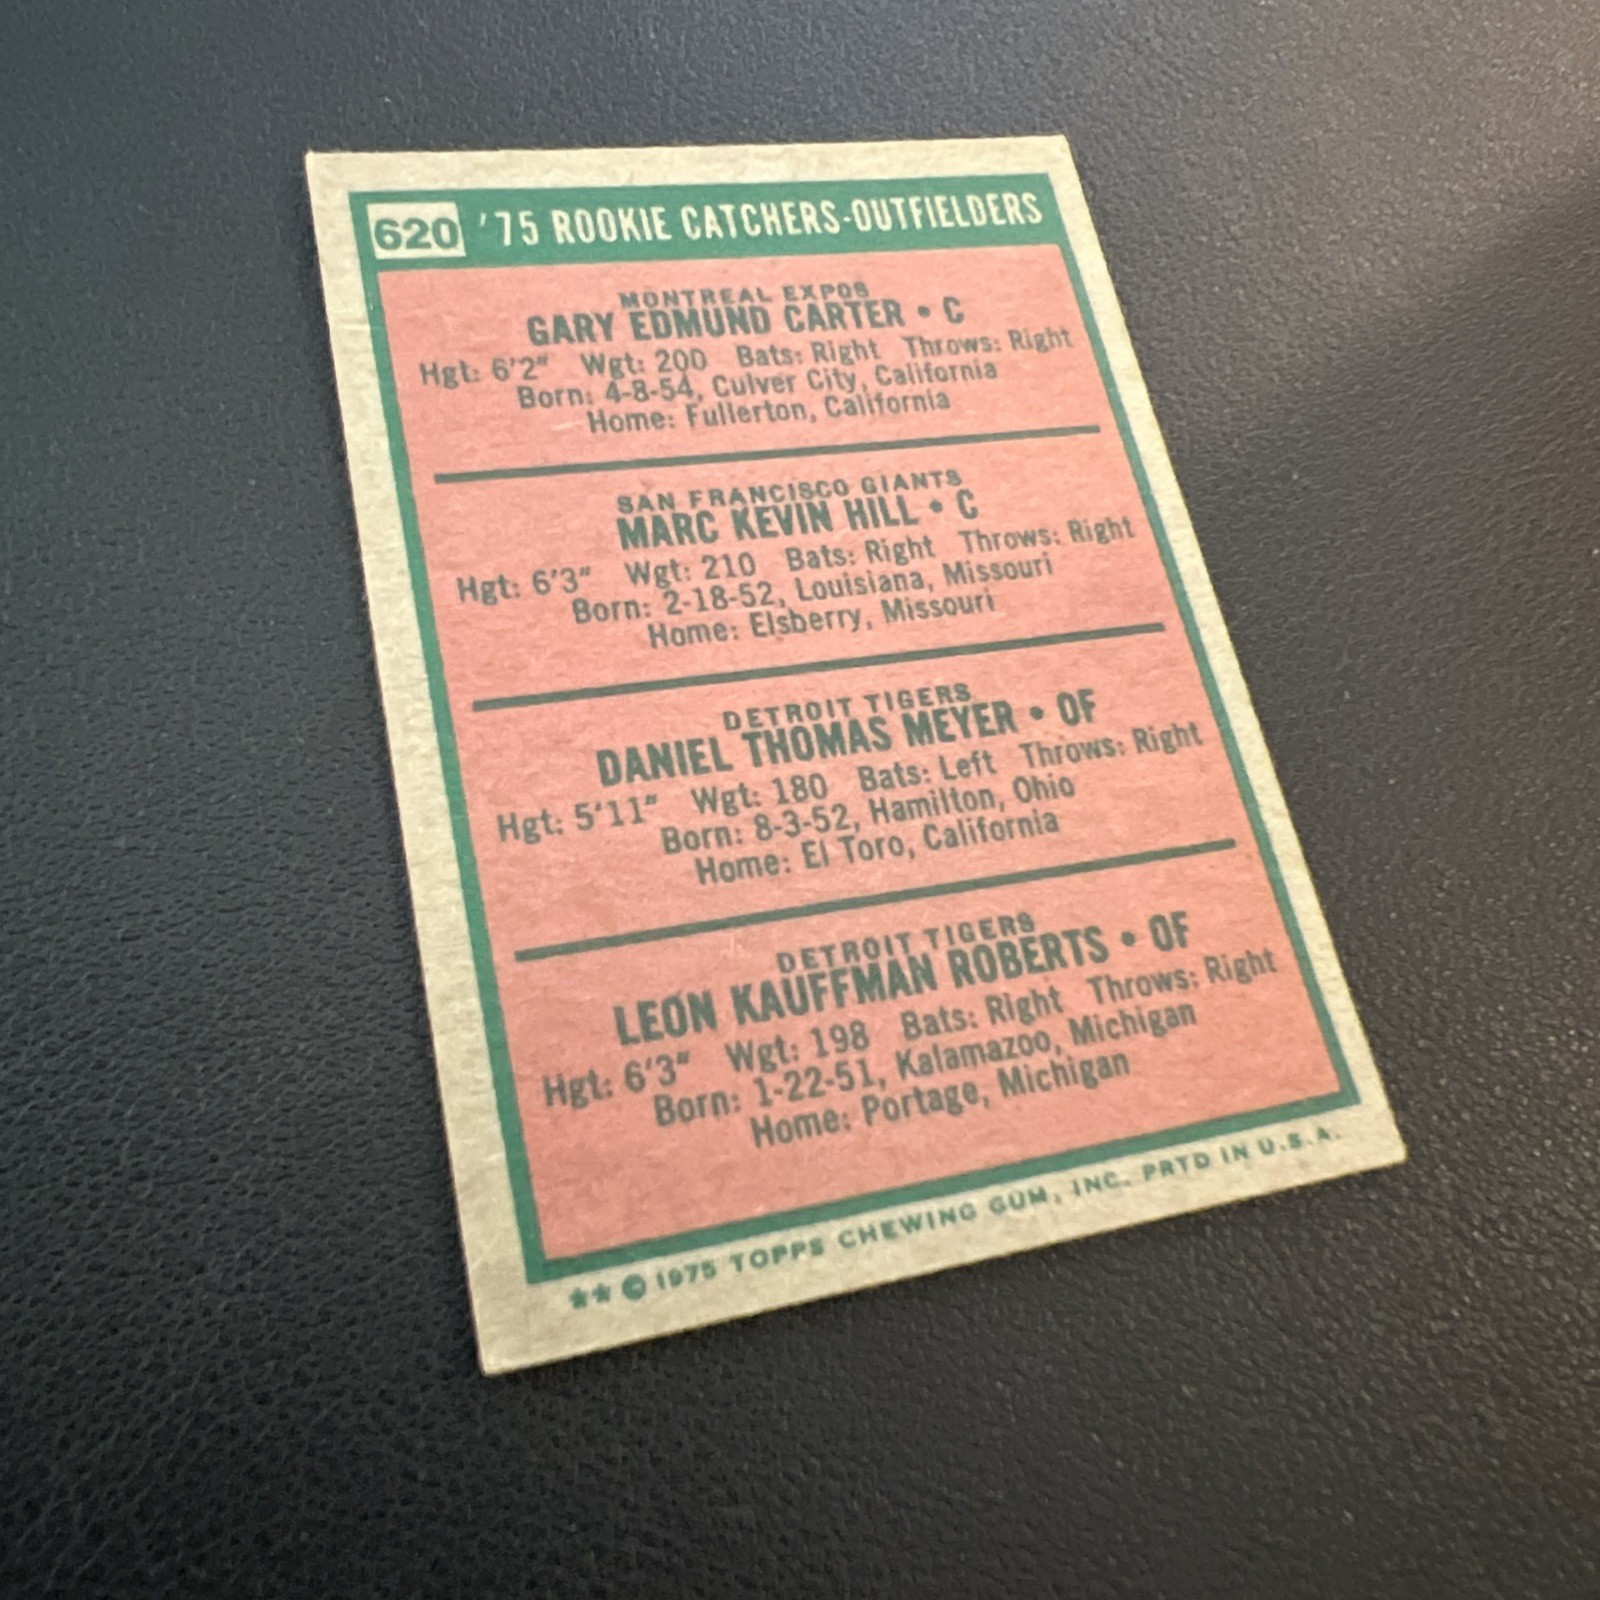 620 '75 ROOKIE CATCHERS-OUTFIELDERS
MONTREAL EXPOS
GARY EDMUND CARTER • C
Hgt: 6'2" Wgt: 200 Bats: Right Throws: Right
Born: 4-8-54, Culver City, California
Home: Fullerton, California
SAN FRANCISCO GIANTS
MARC KEVIN HILL • C
Hgt: 6'3" Wgt: 210 Bats: Right Throws: Right
Born: 2-18-52, Louisiana, Missouri
Home: Elsberry, Missouri
DETROIT TIGERS
DANIEL THOMAS MEYER • OF
Hgt: 5'11" Wgt: 180 Bats: Left Throws: Right
Born: 8-3-52, Hamilton, Ohio
Home: El Toro, California
DETROIT TIGERS
LEON KAUFFMAN ROBERTS • OF
Hgt: 6'3" Wgt: 198 Bats: Right Throws: Right
Born: 1-22-51, Kalamazoo, Michigan
Home: Portage, Michigan
** © 1975 TOPPS CHEWING GUM, INC. PRTD IN U.S.A.